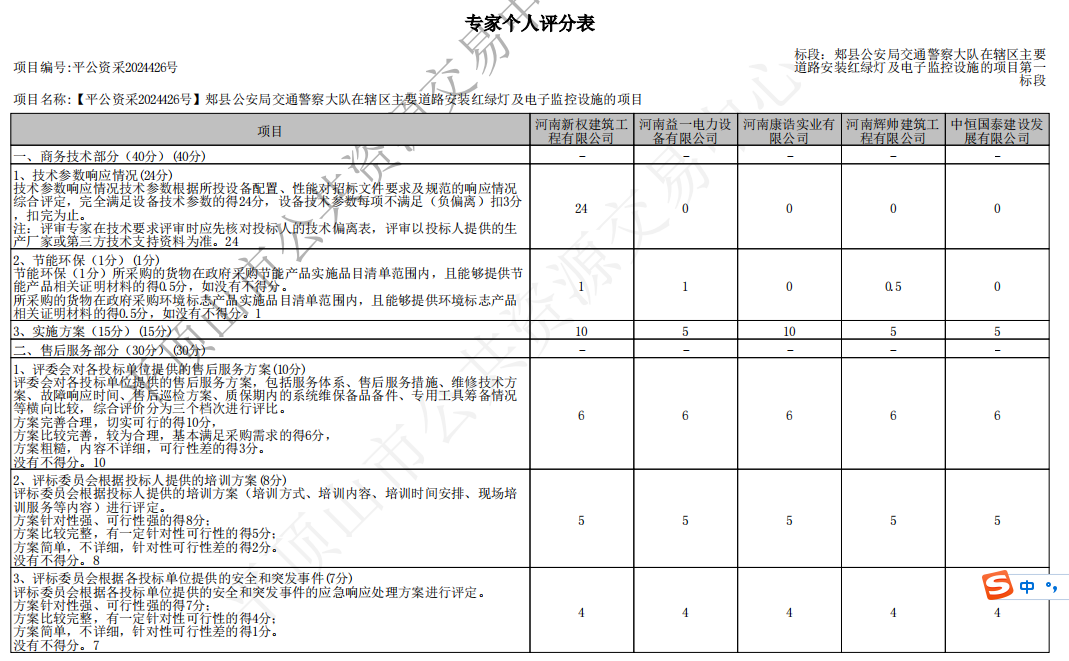 专家个人评分表
标段：郏县公安局交通警察大队在辖区主要
道路安装红绿灯及电子监控设施的项目第一
标段
项目编号:平公资采2024426号
项目名称:【平公资采2024426号】郏县公安局交通警察大队在辖区主要道路安装红绿灯及电子监控设施的项目
项目
河南新权建筑工
程有限公司
河南益一电力设
备有限公司
河南康诰实业有
限公司
河南辉帅建筑工
程有限公司
中恒国泰建设发
展有限公司
一、商务技术部分（40分）(40分)
— — — — —
1、技术参数响应情况(24分)
技术参数响应情况技术参数根据所投设备配置、性能对招标文件要求及规范的响应情况
综合评定，完全满足设备技术参数的得24分，设备技术参数每项不满足（负偏离）扣3分
，扣完为止。
注：评审专家在技术要求评审时应先核对投标人的技术偏离表，评审以投标人提供的生
产厂家或第三方技术支持资料为准。24
24 0 0 0 0
2、节能环保（1分）(1分)
节能环保（1分）所采购的货物在政府采购节能产品实施品目清单范围内，且能够提供节
能产品相关证明材料的得0.5分，如没有不得分。
所采购的货物在政府采购环境标志产品实施品目清单范围内，且能够提供环境标志产品
相关证明材料的得0.5分，如没有不得分。1
1 1 0 0.5 0
3、实施方案（15分）(15分)
10 5 10 5 5
二、售后服务部分（30分）(30分)
— — — — —
1、评委会对各投标单位提供的售后服务方案(10分)
评委会对各投标单位提供的售后服务方案，包括服务体系、售后服务措施、维修技术方
案、故障响应时间、售后巡检方案、质保期内的系统维保备品备件、专用工具筹备情况
等横向比较，综合评价分为三个档次进行评比。
方案完善合理，切实可行的得10分，
方案比较完善，较为合理，基本满足采购需求的得6分，
方案粗糙，内容不详细，可行性差的得3分。
没有不得分。10
6 6 6 6 6
2、评标委员会根据投标人提供的培训方案(8分)
评标委员会根据投标人提供的培训方案（培训方式、培训内容、培训时间安排、现场培
训服务等内容）进行评定。
方案针对性强、可行性强的得8分；
方案比较完整，有一定针对性可行性的得5分；
方案简单，不详细，针对性可行性差的得2分。
没有不得分。8
5 5 5 5 5
3、评标委员会根据各投标单位提供的安全和突发事件(7分)
评标委员会根据各投标单位提供的安全和突发事件的应急响应处理方案进行评定。
方案针对性强、可行性强的得7分；
方案比较完整，有一定针对性可行性的得4分；
方案简单，不详细，针对性可行性差的得1分。
没有不得分。7
4 4 4 4 4
平顶山市公共资源交易中心
平顶山市公共资源交易中心
S 中 °，